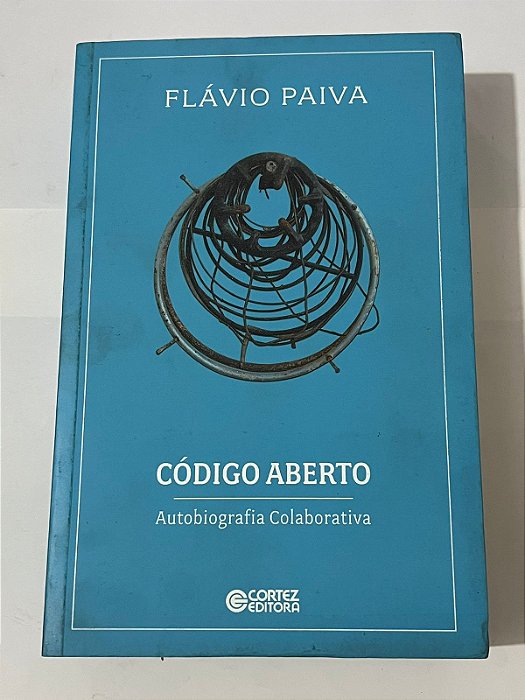 FLÁVIO PAIVA
CÓDIGO ABERTO
Autobiografia Colaborativa
CORTEZ
EDITORA